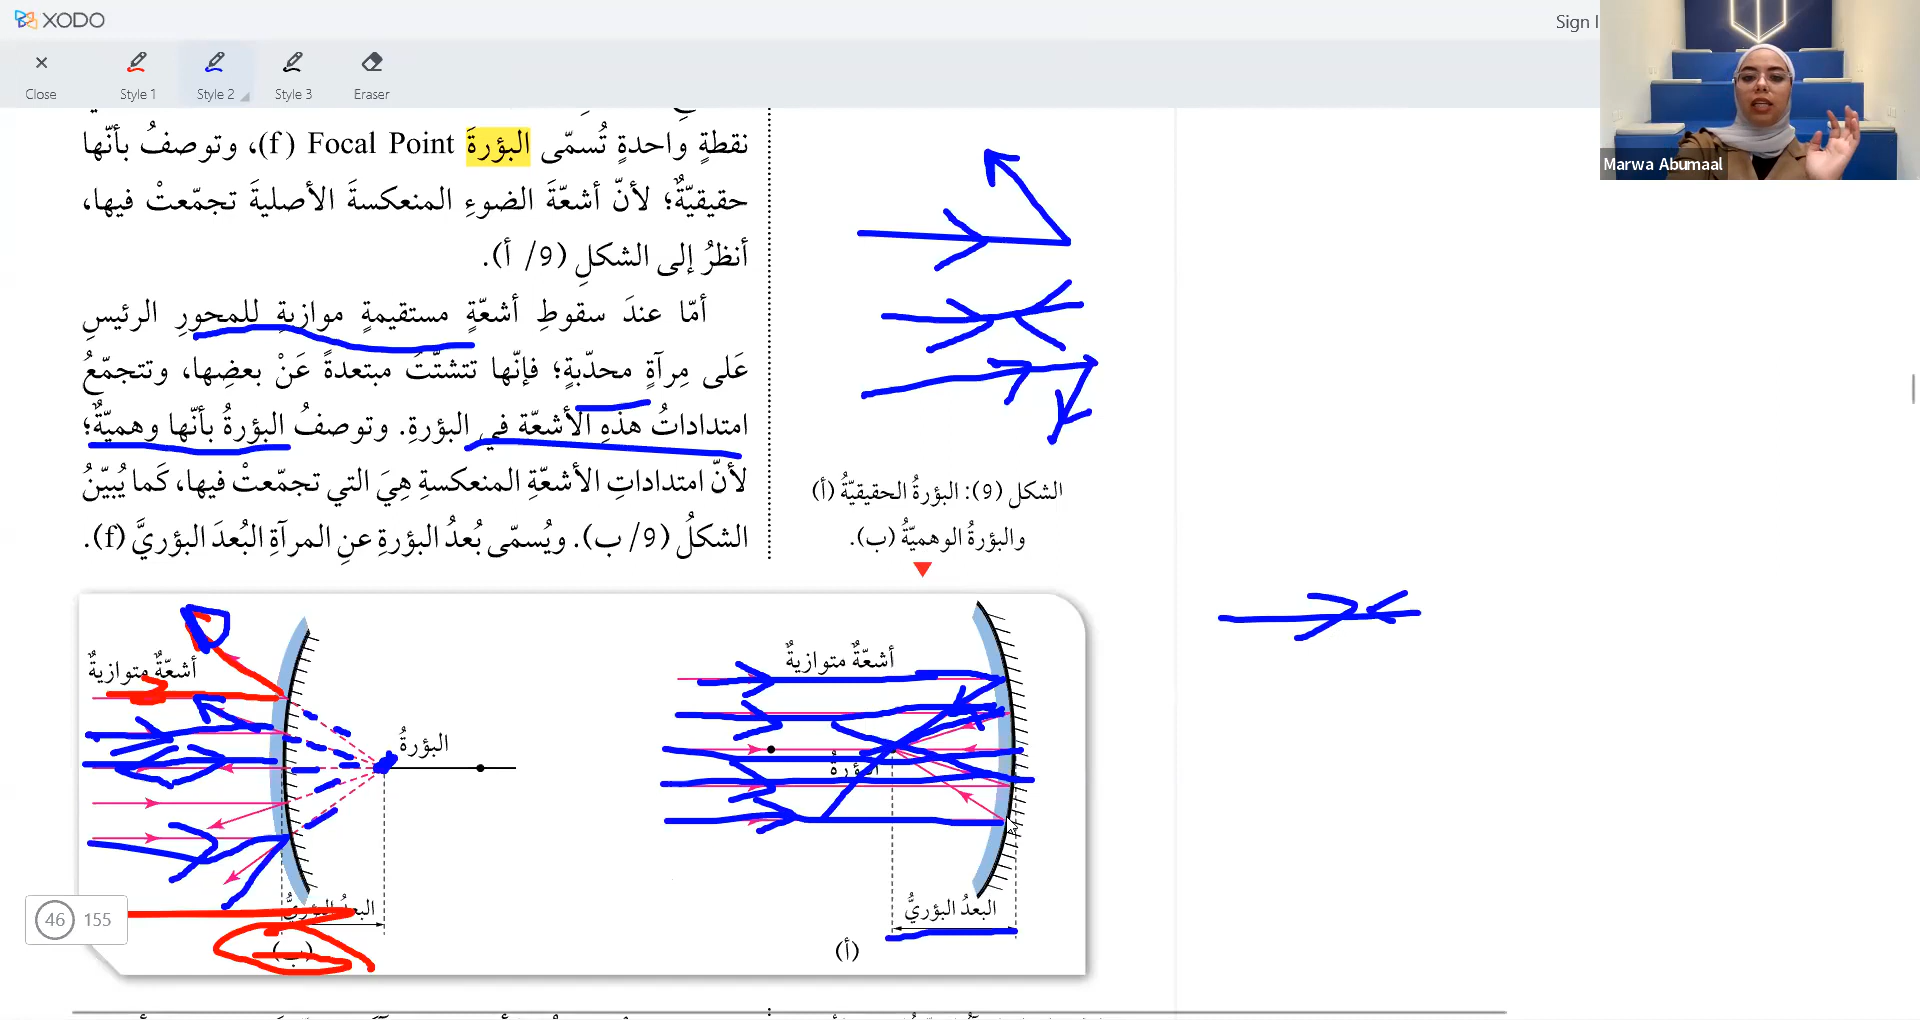 XODO
Sign I
Close
Style 1
Style 2
Style 3
Eraser
Marwa Abumaal
نقطةٍ واحدةٍ تُسمّى البؤرةَ Focal Point (f)، وتوصفُ بأنّها
حقيقيّةٌ؛ لأنّ أشعّةَ الضوءِ المنعكسةَ الأصليةَ تجمّعتْ فيها،
أنظرُ إلى الشكلِ (9/ أ).
أمّا عندَ سقوطِ أشعّةٍ مستقيمةٍ موازيةٍ للمحورِ الرئيسِ
عَلى مِرآةٍ محدّبةٍ؛ فإنّها تتشتّتُ مبتعدةً عَنْ بعضِها، وتتجمّعُ
امتداداتُ هذهِ الأشعّة في البؤرةِ. وتوصفُ البؤرةُ بأنّها وهميّةٌ؛
لأنّ امتداداتِ الأشعّةِ المنعكسةِ هِيَ التي تجمّعتْ فيها، كَما يُبيّنُ
الشكلُ (9/ ب). ويُسمّى بُعدُ البؤرةِ عنِ المرآةِ البُعدَ البؤريَّ (f).
الشكل (9): البؤرةُ الحقيقيّةُ (أ)
والبؤرةُ الوهميّةُ (ب).
أشعّةٌ متوازيةٌ
البؤرةُ
البعدُ البؤريُّ
(أ)
أشعّةٌ متوازيةٌ
البؤرةُ
البعدُ البؤريُّ
(ب)
46 155